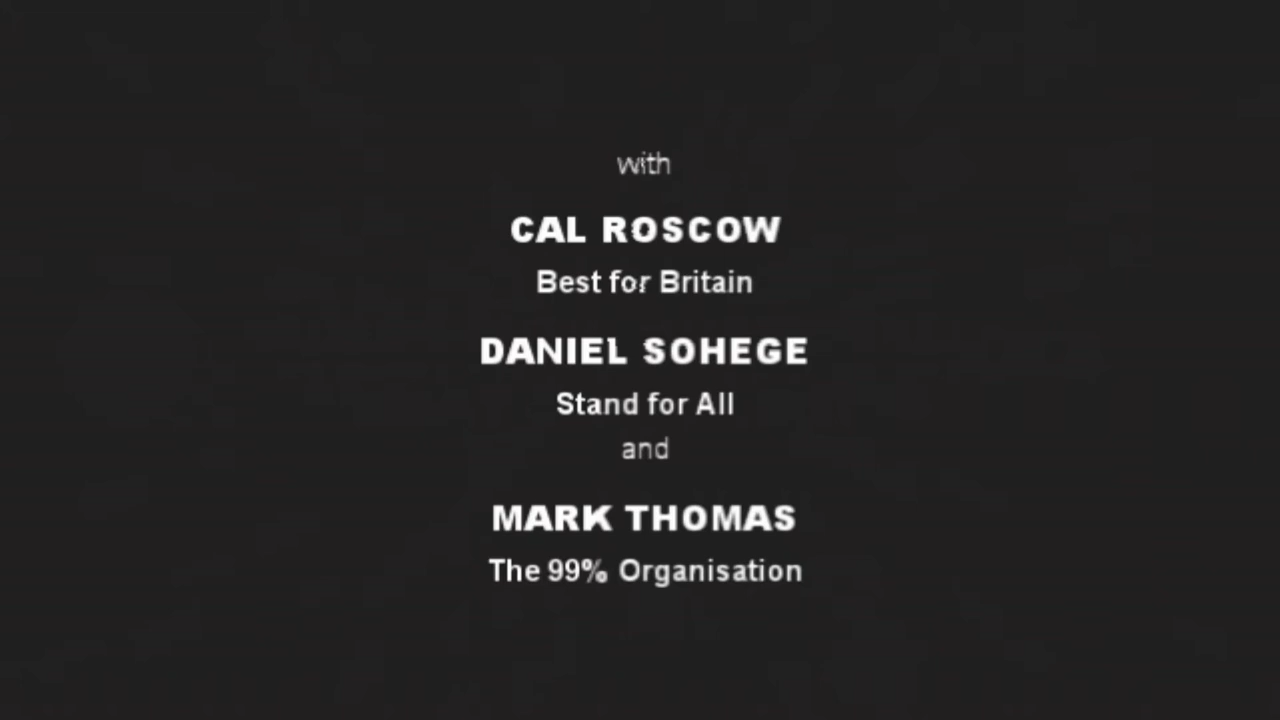 with
CAL ROSCOW
Best for Britain
DANIEL SOHEGE
Stand for All
and
MARK THOMAS
The 99% Organisation